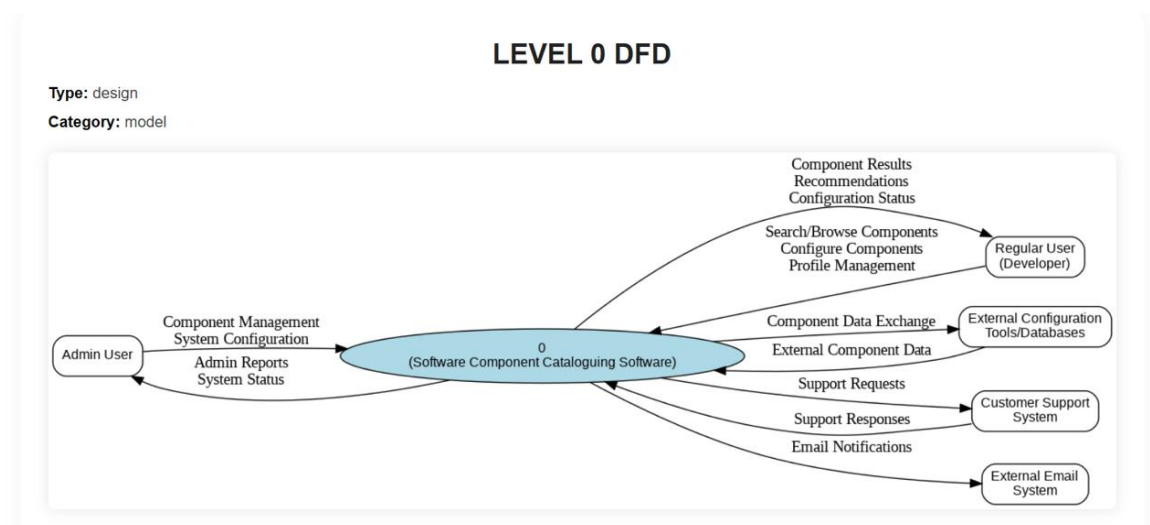 LEVEL 0 DFD
Type: design
Category: model
Component Results
Recommendations
Configuration Status
Search/Browse Components
Configure Components
Profile Management
Regular User
(Developer)
Component Management
System Configuration
Admin User
Admin Reports
System Status
0
(Software Component Cataloguing Software)
Component Data Exchange
External Configuration
Tools/Databases
External Component Data
Support Requests
Customer Support
System
Support Responses
Email Notifications
External Email
System